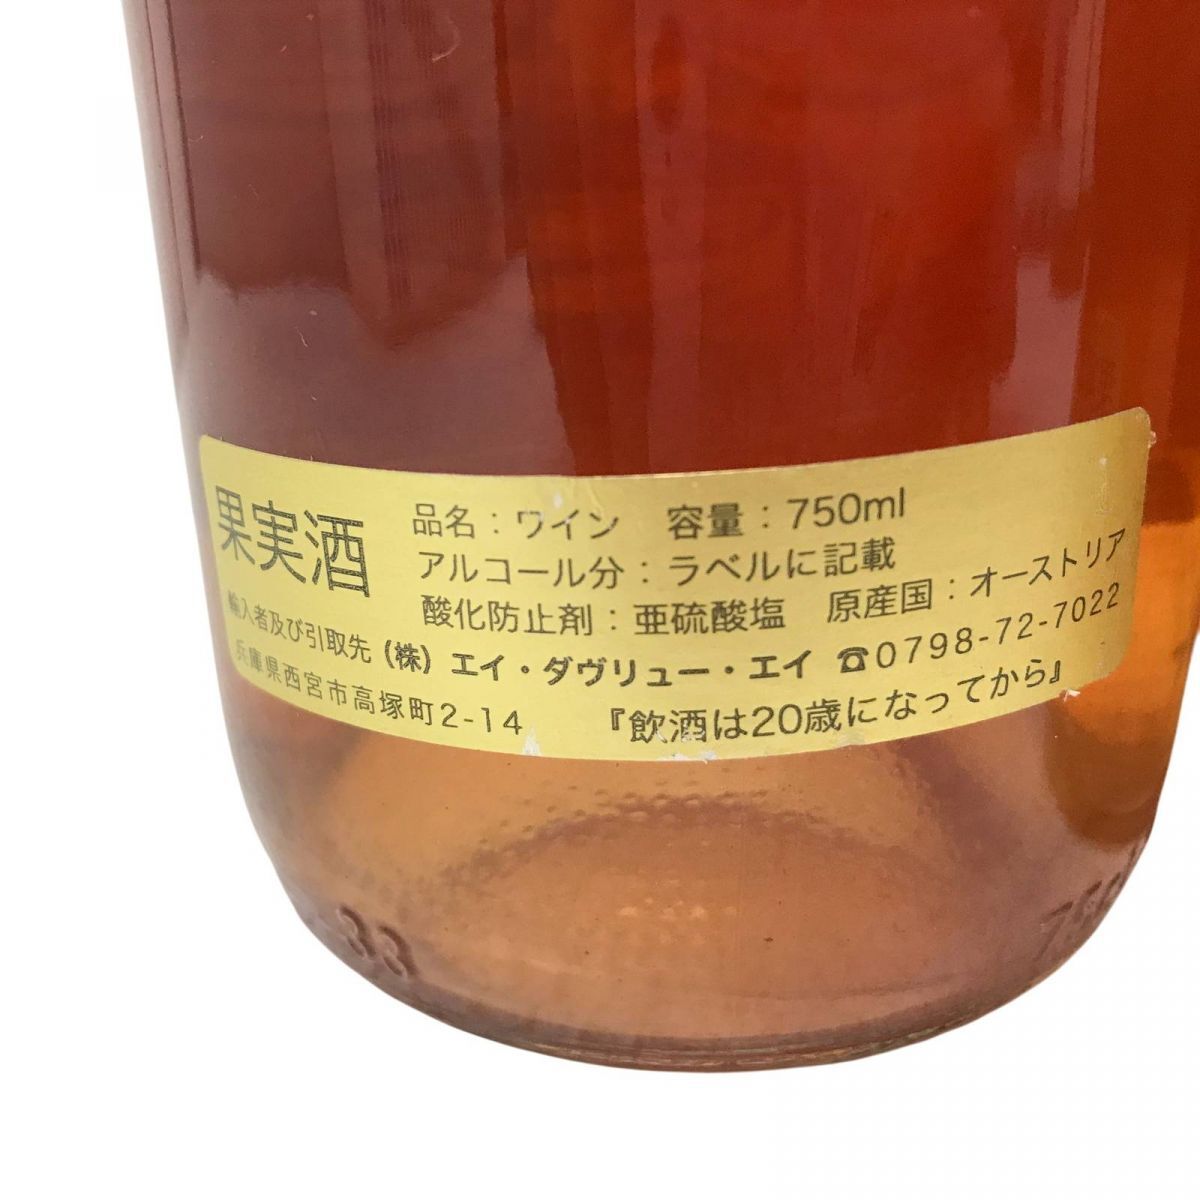 果実酒
品名：ワイン　容量：750ml
アルコール分：ラベルに記載
酸化防止剤：亜硫酸塩　原産国：オーストリア
輸入者及び引取先（株）エイ・ダヴリュー・エイ ☎0798-72-7022
兵庫県西宮市高塚町2-14　『飲酒は20歳になってから』
33
750